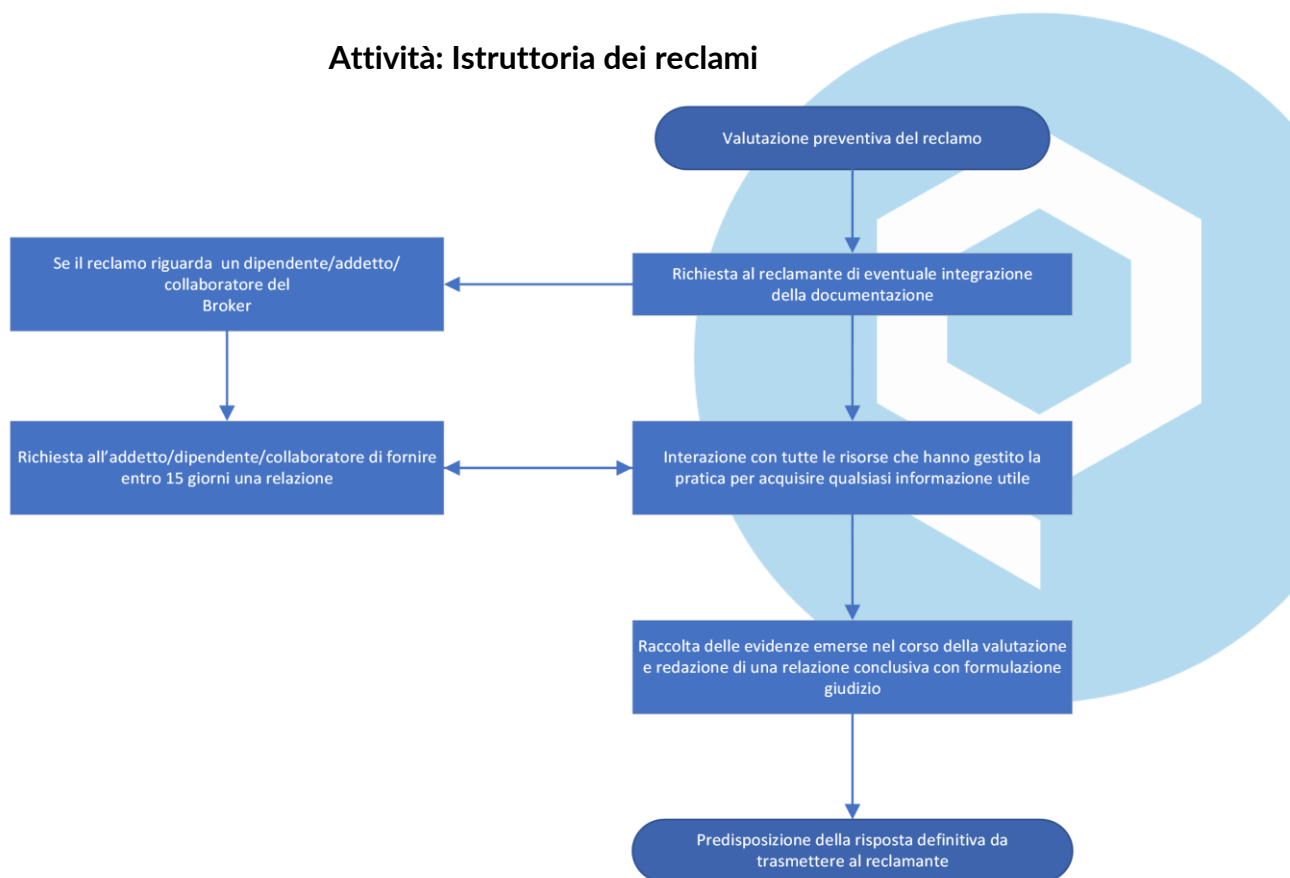 Attività: Istruttoria dei reclami
Valutazione preventiva del reclamo
Se il reclamo riguarda un dipendente/addetto/
collaboratore del
Broker
Richiesta al reclamante di eventuale integrazione
della documentazione
Richiesta all’addetto/dipendente/collaboratore di fornire
entro 15 giorni una relazione
Interazione con tutte le risorse che hanno gestito la
pratica per acquisire qualsiasi informazione utile
Raccolta delle evidenze emerse nel corso della valutazione
e redazione di una relazione conclusiva con formulazione
giudizio
Predisposizione della risposta definitiva da
trasmettere al reclamante